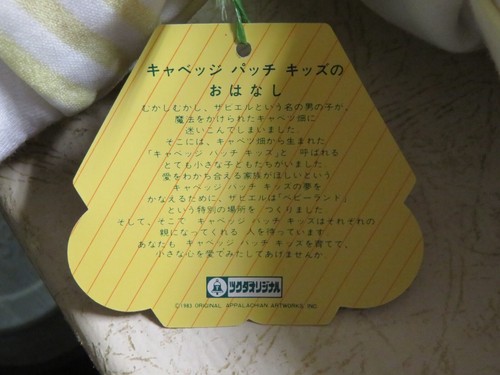 キャベッジ パッチ キッズの
おはなし
むかしむかし、ザビエルという名の男の子が、
魔法をかけられたキャベツ畑に
迷いこんでしまいました
そこには、キャベツ畑から生まれた
「キャベッジ パッチ キッズ」と 呼ばれる
とても小さな子どもたちがいました
愛をわかち合える家族がほしいという
キャベッジ パッチ キッズの夢を
かなえるために、ザビエルは「ベビーランド」
という特別の場所を つくりました
そして、そこで キャベッジ パッチ キッズはそれぞれの
親になってくれる 人を待っています
あなたも キャベッジ パッチ キッズを育てて、
小さな心を愛でみたしてあげませんか
ツクダオリジナル
©1983 ORIGINAL APPALACHIAN ARTWORKS INC.